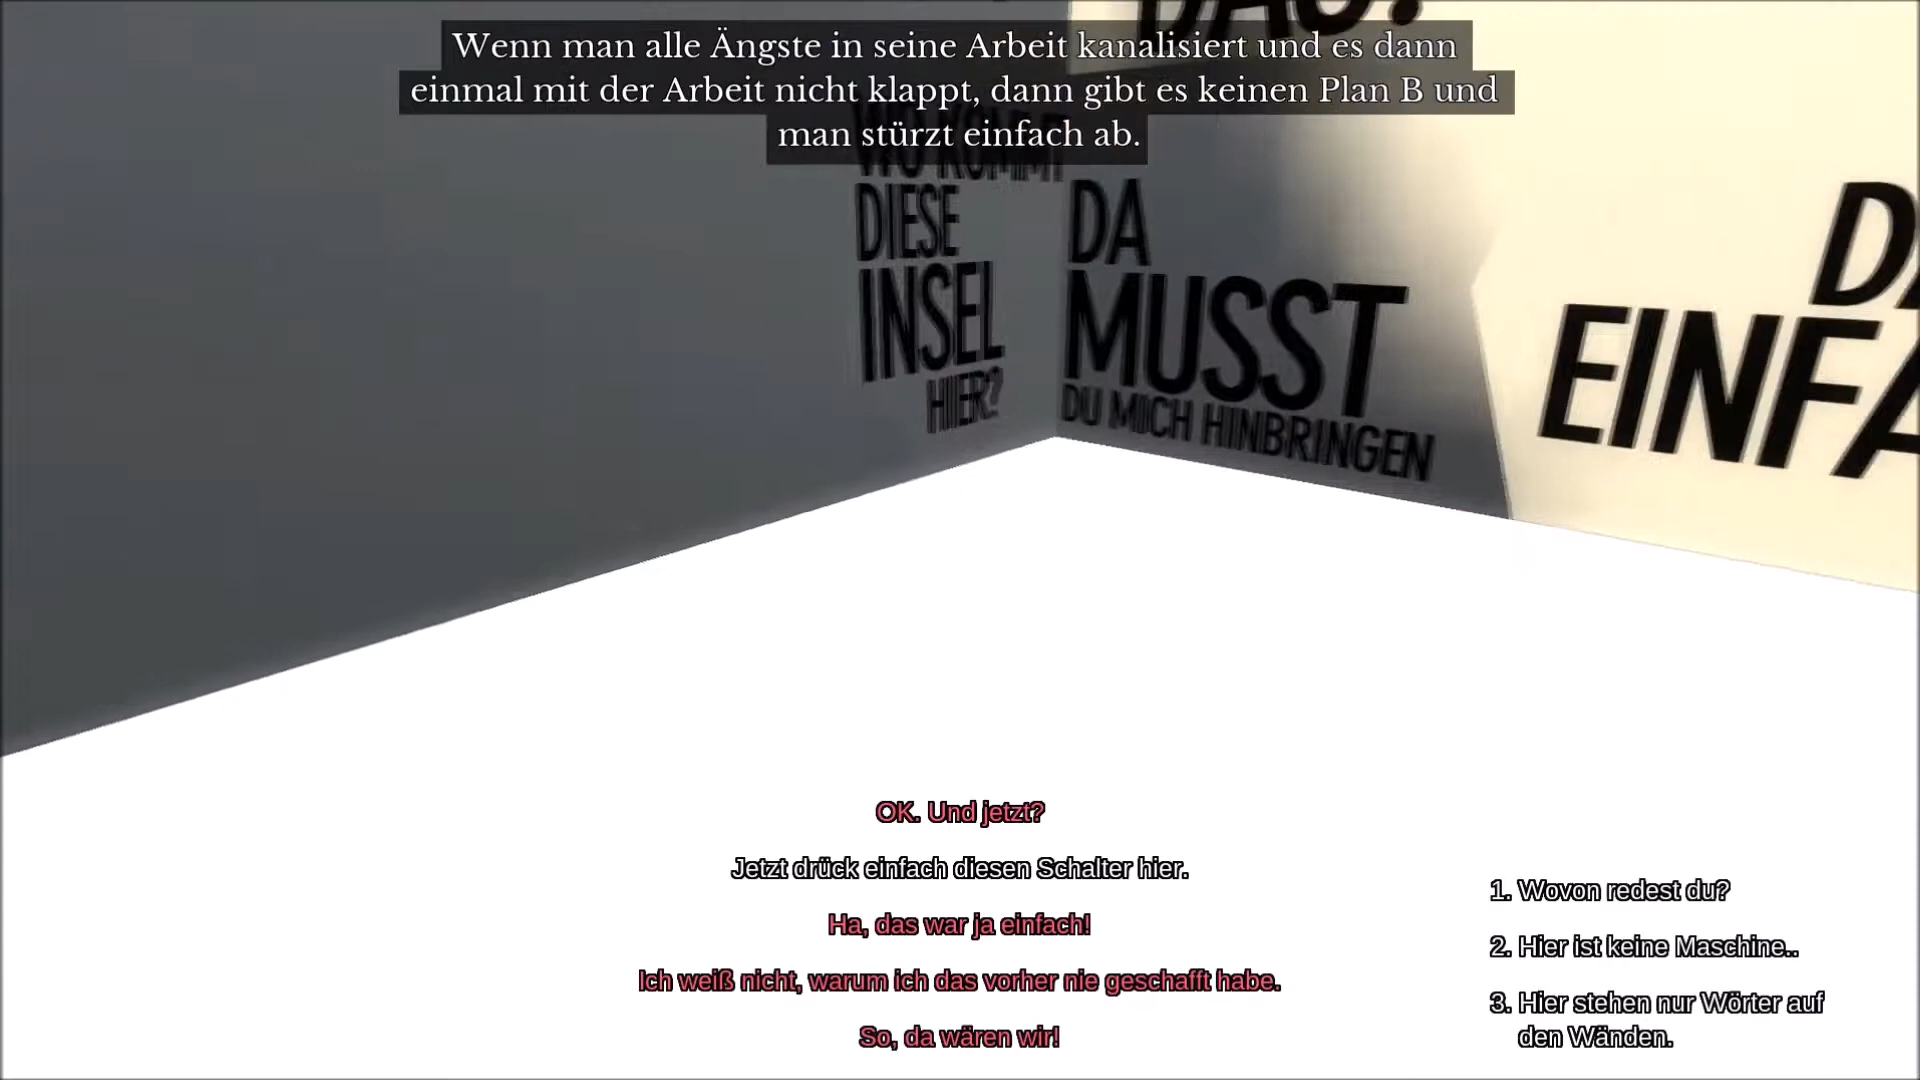 Wenn man alle Ängste in seine Arbeit kanalisiert und es dann
einmal mit der Arbeit nicht klappt, dann gibt es keinen Plan B und
man stürzt einfach ab.
WO KOMMT
DIESE
INSEL
HIER?
DA
MUSST
DU MICH HINBRINGEN
OK. Und jetzt?
Jetzt drück einfach diesen Schalter hier.
Ha, das war ja einfach!
Ich weiß nicht, warum ich das vorher nie geschafft habe.
So, da wären wir!
1. Wovon redest du?
2. Hier ist keine Maschine..
3. Hier stehen nur Wörter auf
den Wänden.